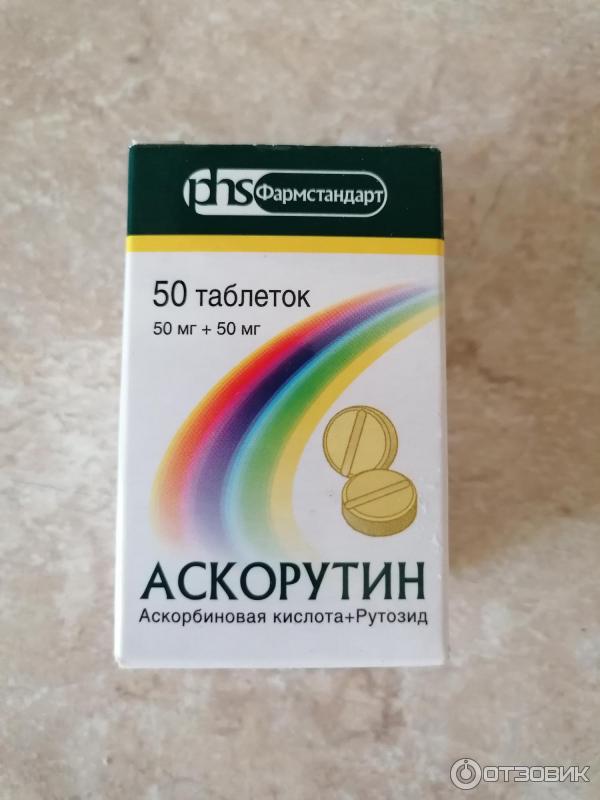 phs Фармстандарт
50 таблеток
50 мг + 50 мг
АСКОРУТИН
Аскорбиновая кислота+Рутозид
ОТЗОВИК